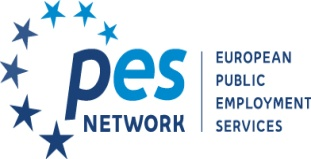 pes
NETWORK
EUROPEAN
PUBLIC
EMPLOYMENT
SERVICES